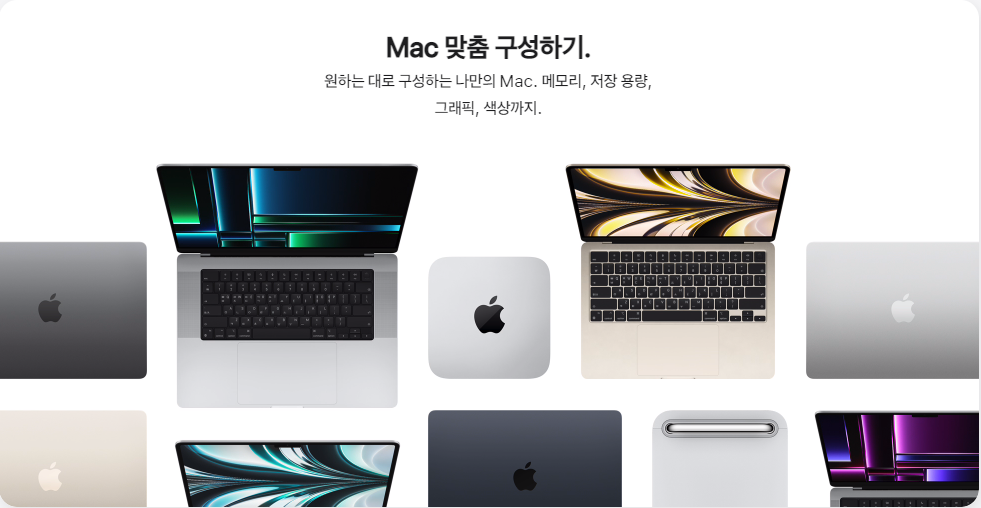 Mac 맞춤 구성하기.
원하는 대로 구성하는 나만의 Mac. 메모리, 저장 용량,
그래픽, 색상까지.